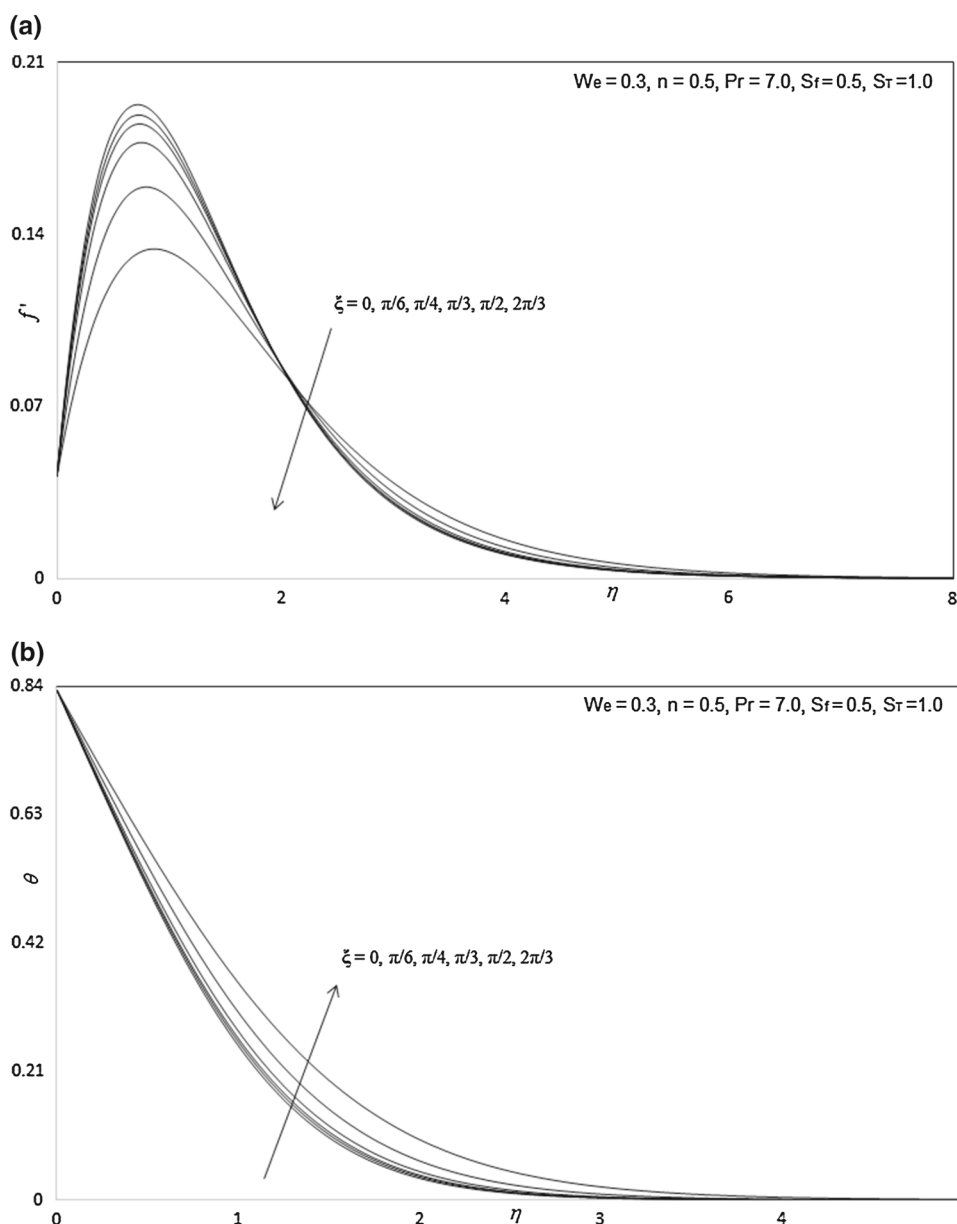 (a)
0.21
We = 0.3, n = 0.5, Pr = 7.0, Sf = 0.5, ST =1.0
0.14
f'
ξ = 0, π/6, π/4, π/3, π/2, 2π/3
0.07
0
0 2 4 η 6 8
(b)
0.84
We = 0.3, n = 0.5, Pr = 7.0, Sf = 0.5, ST =1.0
0.63
θ
0.42
ξ = 0, π/6, π/4, π/3, π/2, 2π/3
0.21
0
0 1 2 η 3 4